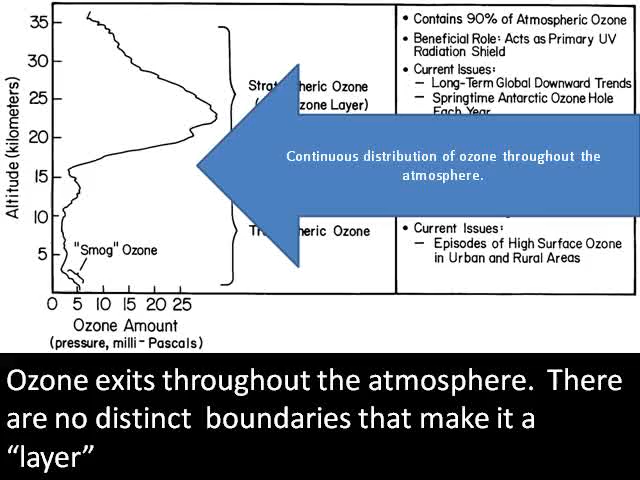 35
30
25
20
15
10
5
Altitude (kilometers)
"Smog" Ozone
0 5 10 15 20 25
Ozone Amount
(pressure, milli-Pascals)
Ozone
Layer)
Ozone
• Contains 90% of Atmospheric Ozone
• Beneficial Role: Acts as Primary UV
Radiation Shield
• Current Issues:
– Long-Term Global Downward Trends
– Springtime Antarctic Ozone Hole
Each Year
Continuous distribution of ozone throughout the
atmosphere.
• Current Issues:
– Episodes of High Surface Ozone
in Urban and Rural Areas
Ozone exits throughout the atmosphere. There
are no distinct boundaries that make it a
“layer”